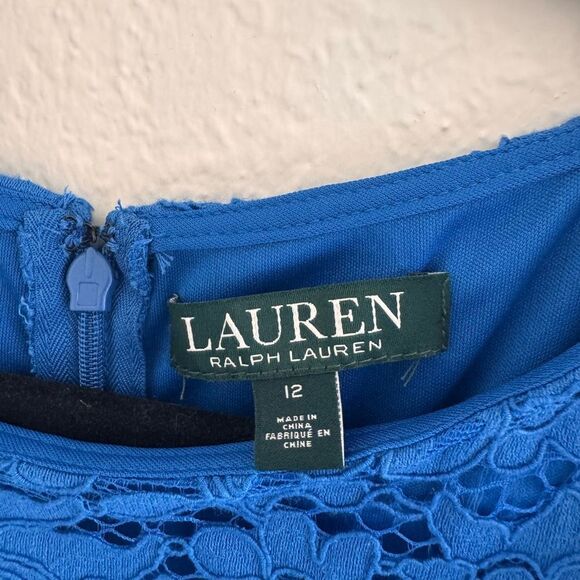 LAUREN
RALPH LAUREN
12
MADE IN
CHINA
FABRIQUÉ EN
CHINE